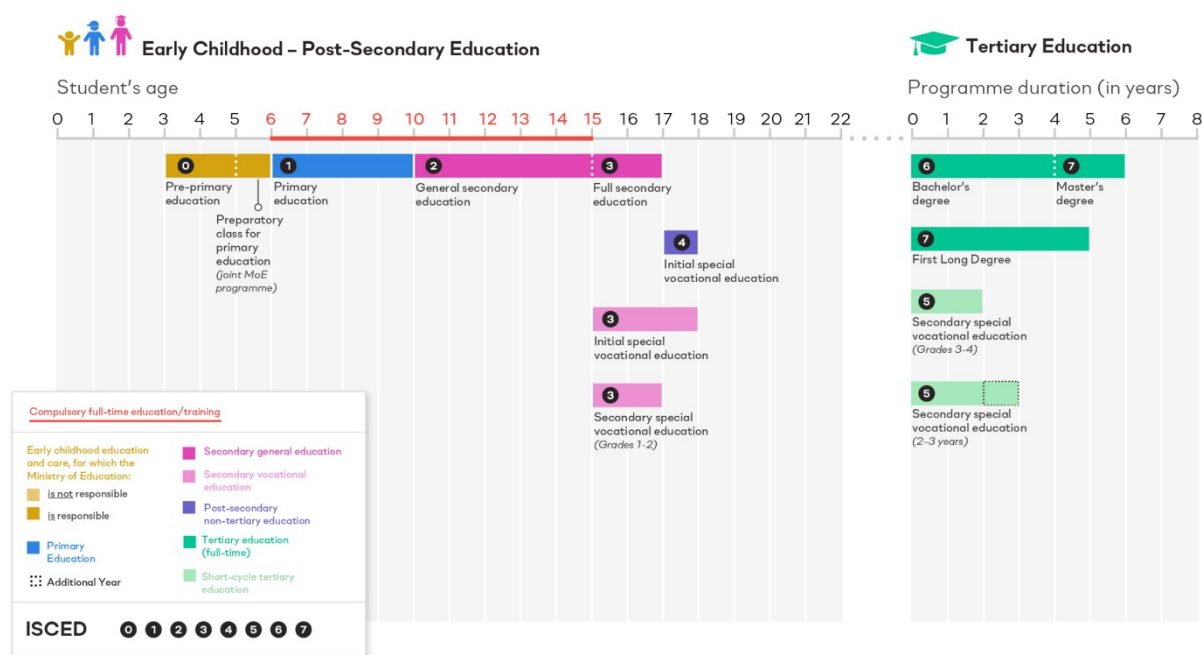 Early Childhood – Post-Secondary Education
Student's age
0 1 2 3 4 5 6 7 8 9 10 11 12 13 14 15 16 17 18 19 20 21 22
0
Pre-primary
education
Preparatory
class for
primary
education
(joint MoE
programme)
1
Primary
education
2
General secondary
education
3
Full secondary
education
4
Initial special
vocational education
3
Initial special
vocational education
3
Secondary special
vocational education
(Grades 1-2)
Tertiary Education
Programme duration (in years)
0 1 2 3 4 5 6 7 8
6
Bachelor's
degree
7
Master's
degree
7
First Long Degree
5
Secondary special
vocational education
(Grades 3-4)
5
Secondary special
vocational education
(2–3 years)
Compulsory full-time education/training
Early childhood education
and care, for which the
Ministry of Education:
is not responsible
is responsible
Primary
Education
Additional Year
Secondary general education
Secondary vocational
education
Post-secondary
non-tertiary education
Tertiary education
(full-time)
Short-cycle tertiary
education
ISCED 0 1 2 3 4 5 6 7